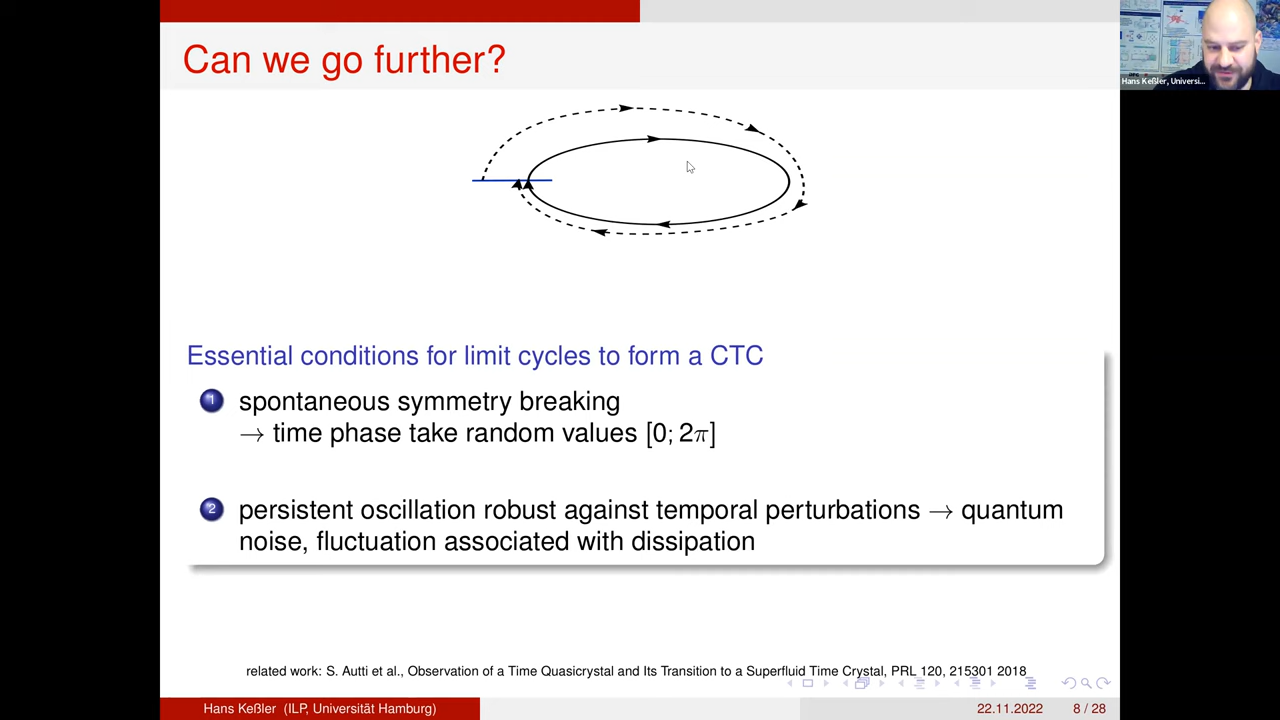 Can we go further?
Hans Keßler, Universi...
Essential conditions for limit cycles to form a CTC
1 spontaneous symmetry breaking
→ time phase take random values [0; 2π]
2 persistent oscillation robust against temporal perturbations → quantum
noise, fluctuation associated with dissipation
related work: S. Autti et al., Observation of a Time Quasicrystal and Its Transition to a Superfluid Time Crystal, PRL 120, 215301 2018
Hans Keßler (ILP, Universität Hamburg)
22.11.2022 8 / 28